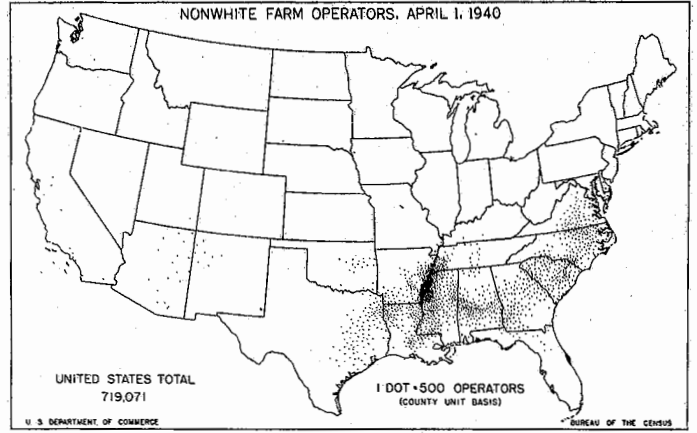 NONWHITE FARM OPERATORS, APRIL 1, 1940
UNITED STATES TOTAL
719,071
1 DOT = 500 OPERATORS
(COUNTY UNIT BASIS)
U S DEPARTMENT OF COMMERCE
BUREAU OF THE CENSUS